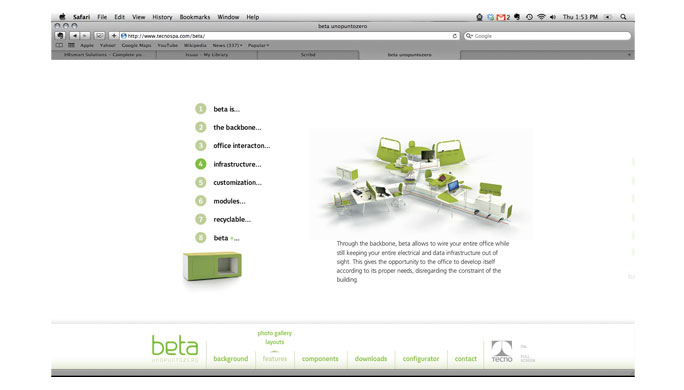 Safari File Edit View History Bookmarks Window Help
2 Thu 1:53 PM
beta unopuntozero
http://www.tecnospa.com/beta/
Google
Apple Yahoo! Google Maps YouTube Wikipedia News (337) Popular
Issuu - My Library Scribd beta unopuntozero
1 beta is...
2 the backbone...
3 office interacton...
4 infrastructure...
5 customization...
6 modules...
7 recyclable...
8 beta +...
Through the backbone, beta allows to wire your entire office while
still keeping your entire electrical and data infrastructure out of
sight. This gives the opportunity to the office to develop itself
according to its proper needs, disregarding the constraint of the
building.
photo gallery
layouts
beta
UNOPUNTOZERO
background features components downloads configurator contact
TECNO
FULL
SCREEN